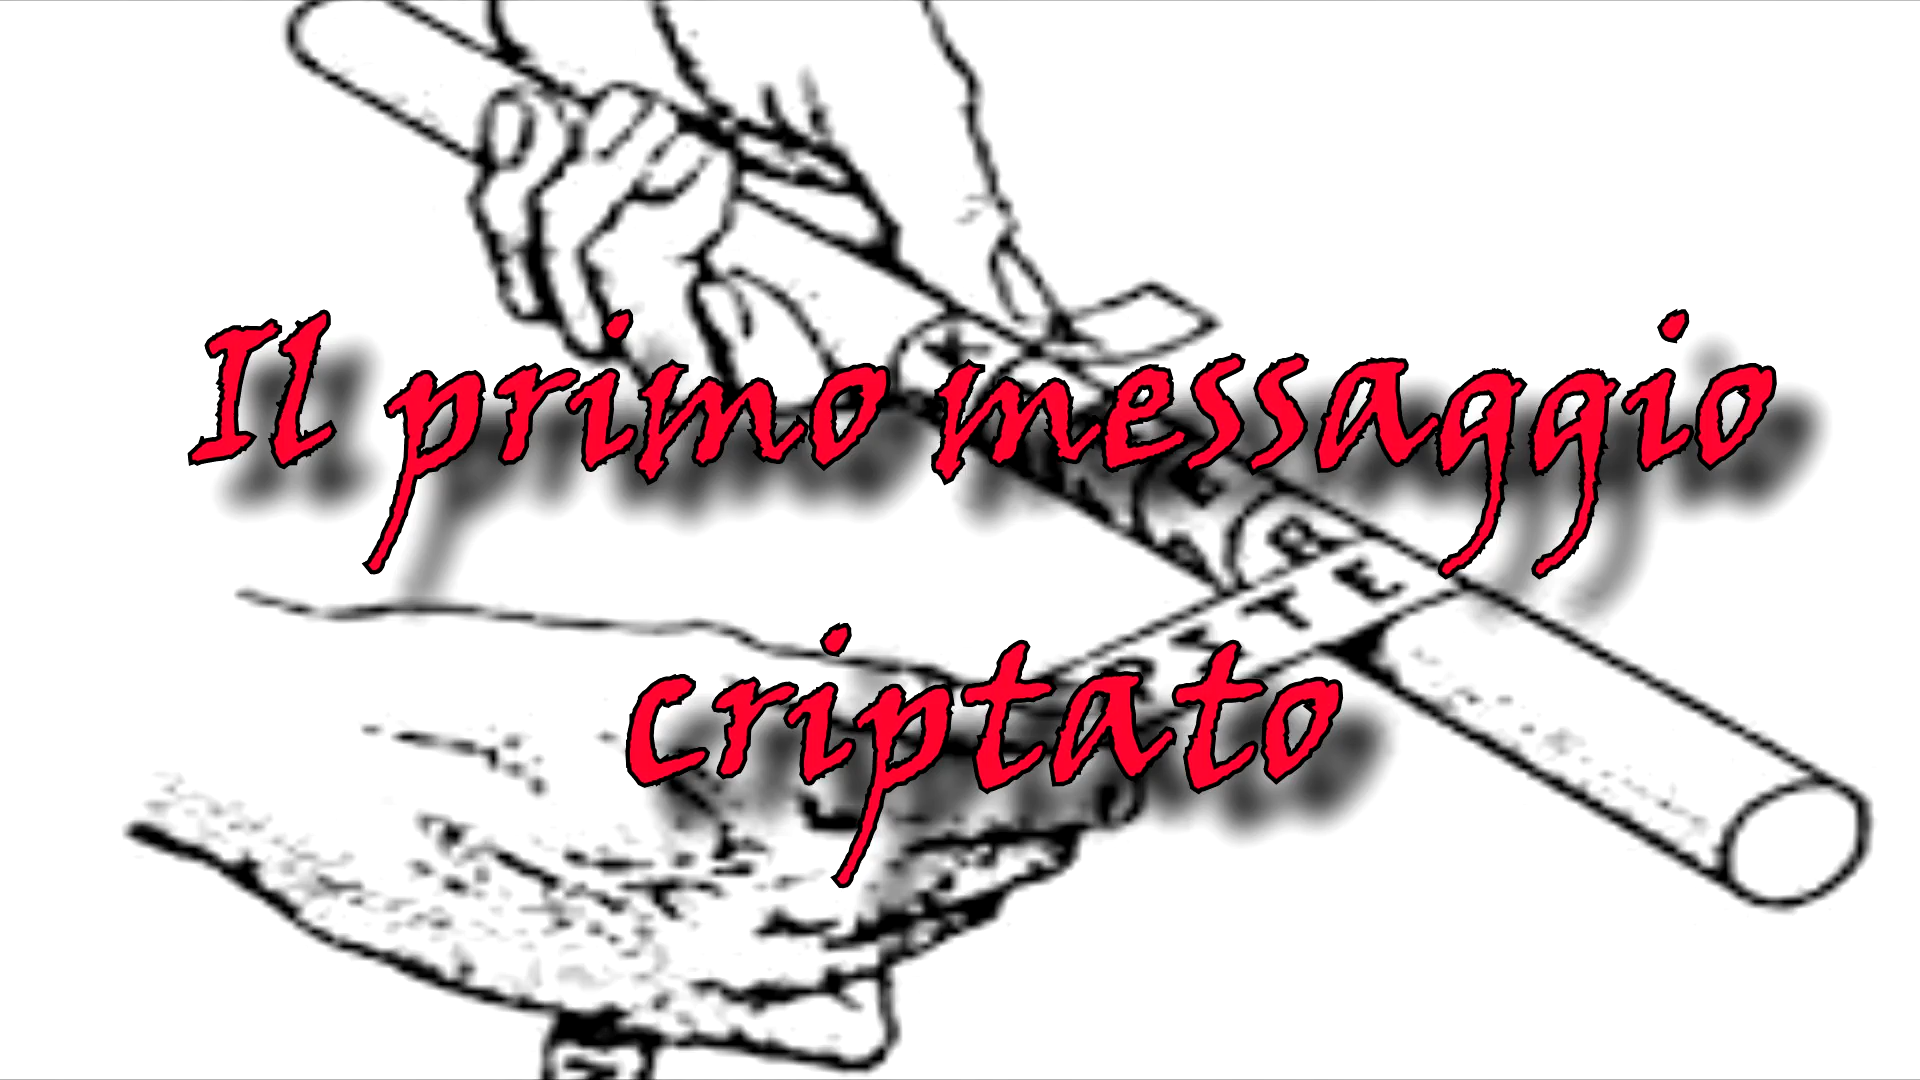 Il primo messaggio
criptato
K
E
R
S T E